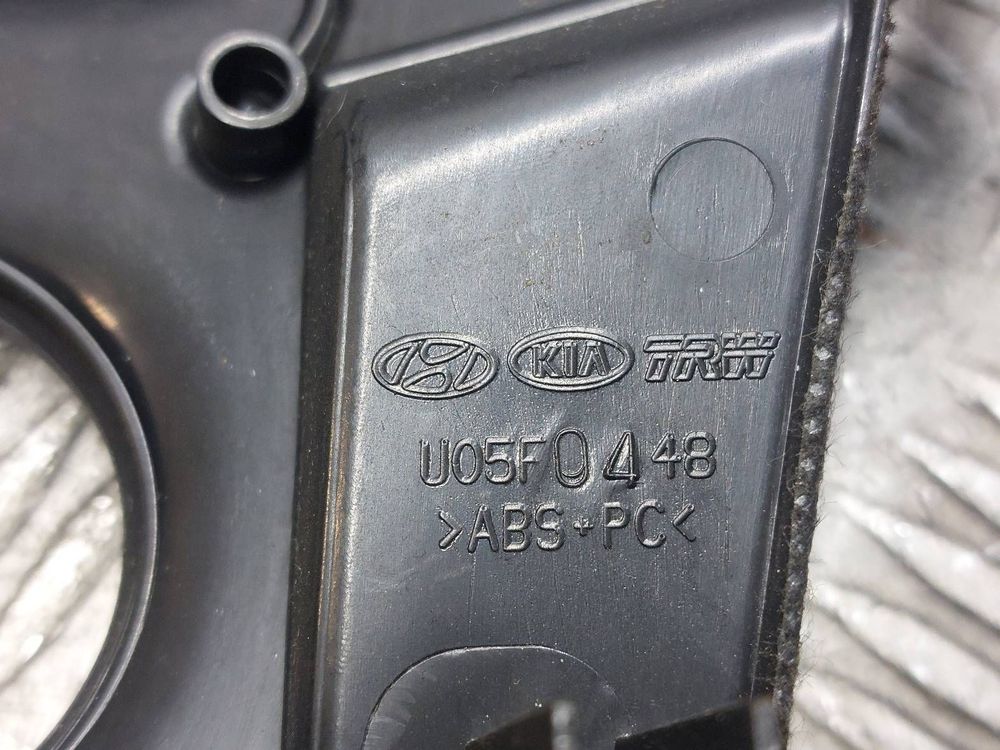 KIA TRW
U05F0448
>ABS+PC<